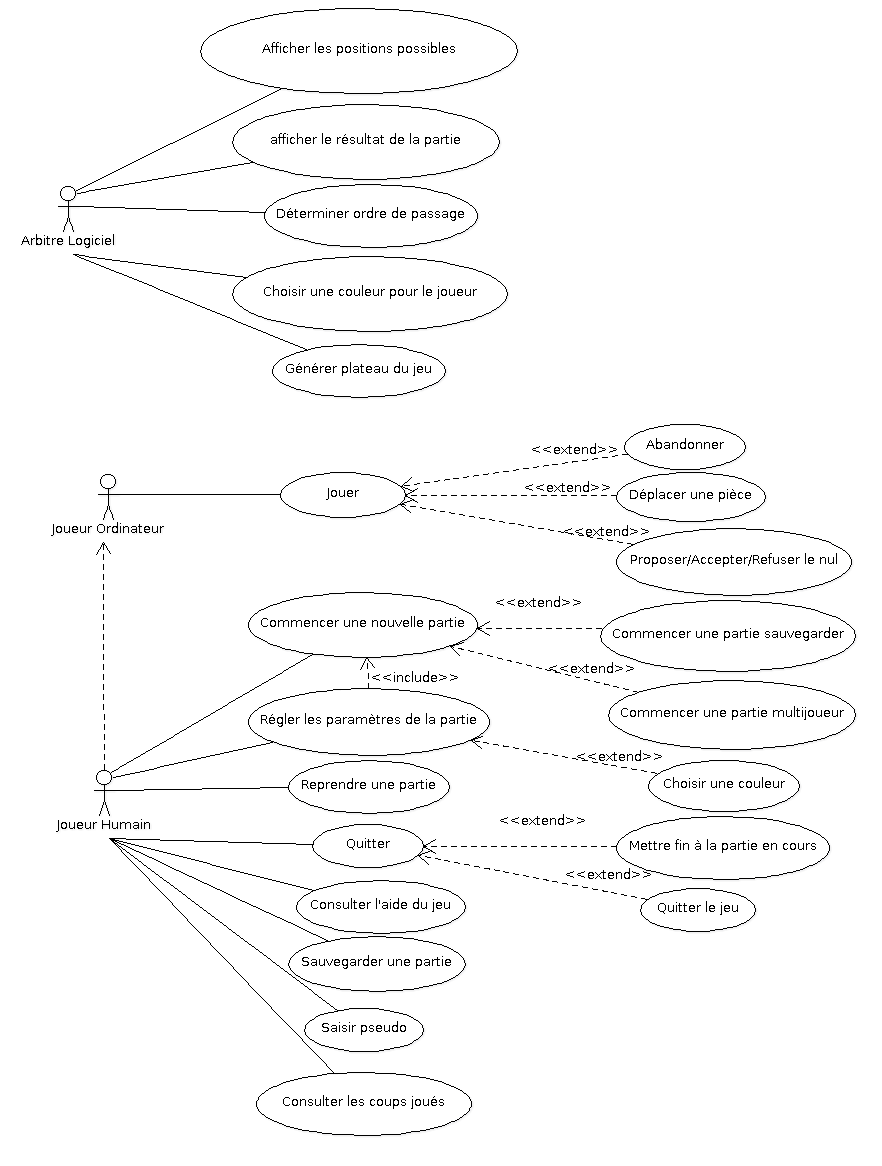 Afficher les positions possibles
afficher le résultat de la partie
Déterminer ordre de passage
Arbitre Logiciel
Choisir une couleur pour le joueur
Générer plateau du jeu
Abandonner
<<extend>>
<<extend>>
Jouer
Déplacer une pièce
Joueur Ordinateur
<<extend>>
Proposer/Accepter/Refuser le nul
<<extend>>
Commencer une nouvelle partie
Commencer une partie sauvegarder
<<extend>>
<<include>>
Commencer une partie multijoueur
Régler les paramètres de la partie
<<extend>>
Reprendre une partie
Choisir une couleur
Joueur Humain
<<extend>>
Quitter
Mettre fin à la partie en cours
<<extend>>
Consulter l'aide du jeu
Quitter le jeu
Sauvegarder une partie
Saisir pseudo
Consulter les coups joués